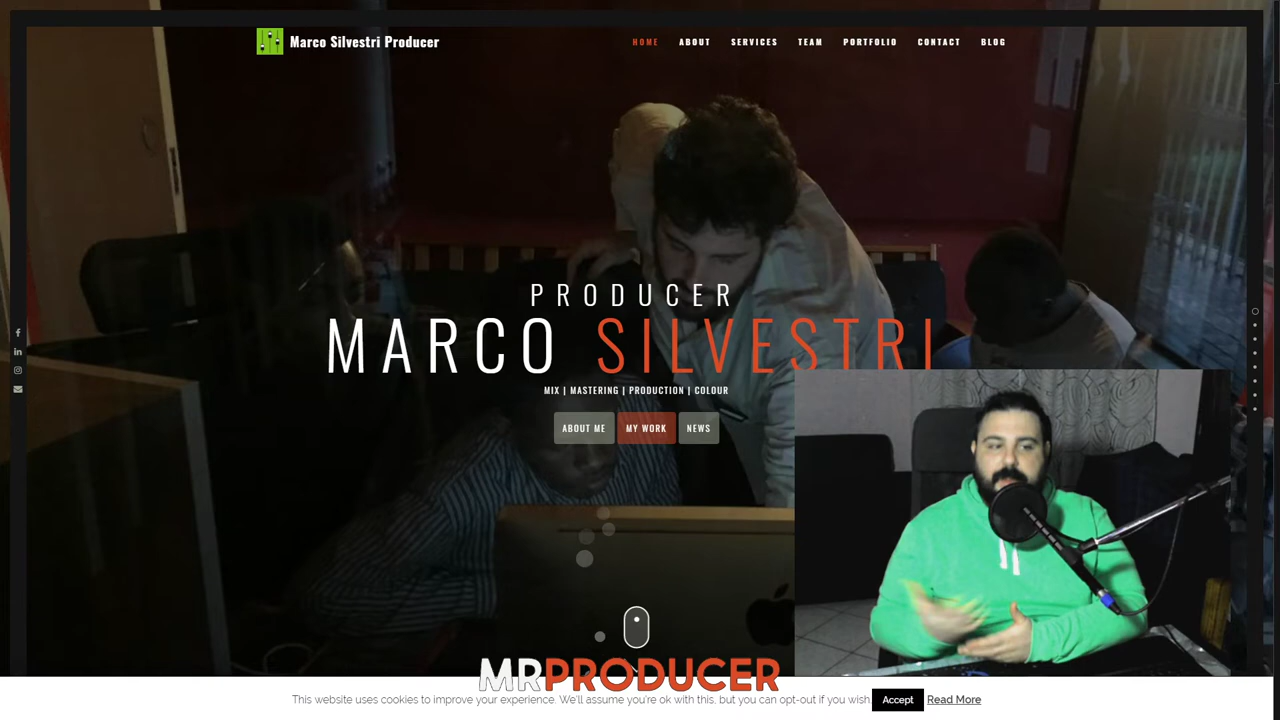 Marco Silvestri Producer
HOME ABOUT SERVICES TEAM PORTFOLIO CONTACT BLOG
PRODUCER
MARCO SILVESTRI
MIX | MASTERING | PRODUCTION | COLOUR
ABOUT ME MY WORK NEWS
MRPRODUCER
This website uses cookies to improve your experience. We'll assume you're ok with this, but you can opt-out if you wish. Accept Read More